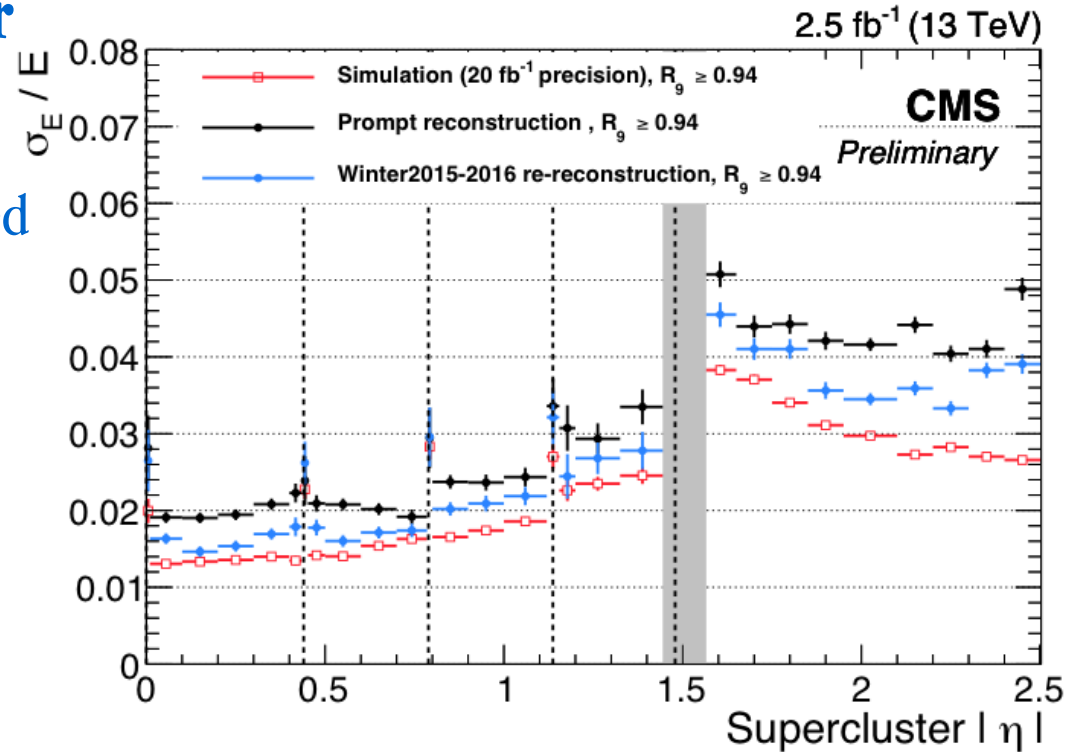 r
2.5 fb⁻¹ (13 TeV)
σ_E / E
0.08
0.07
0.06
0.05
0.04
0.03
0.02
0.01
0
Simulation (20 fb⁻¹ precision), R₉ ≥ 0.94
Prompt reconstruction , R₉ ≥ 0.94
Winter2015-2016 re-reconstruction, R₉ ≥ 0.94
CMS
Preliminary
d
0 0.5 1 1.5 2 2.5
Supercluster | η |